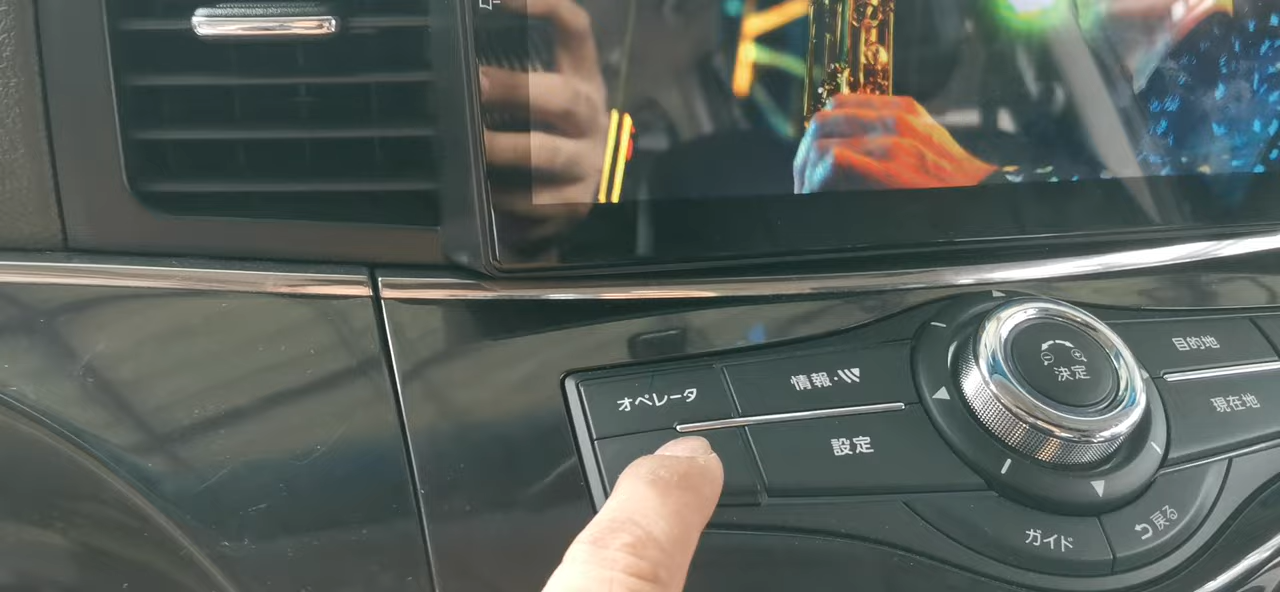 オペレータ
情報・
設定
決定
目的地
現在地
ガイド
戻る